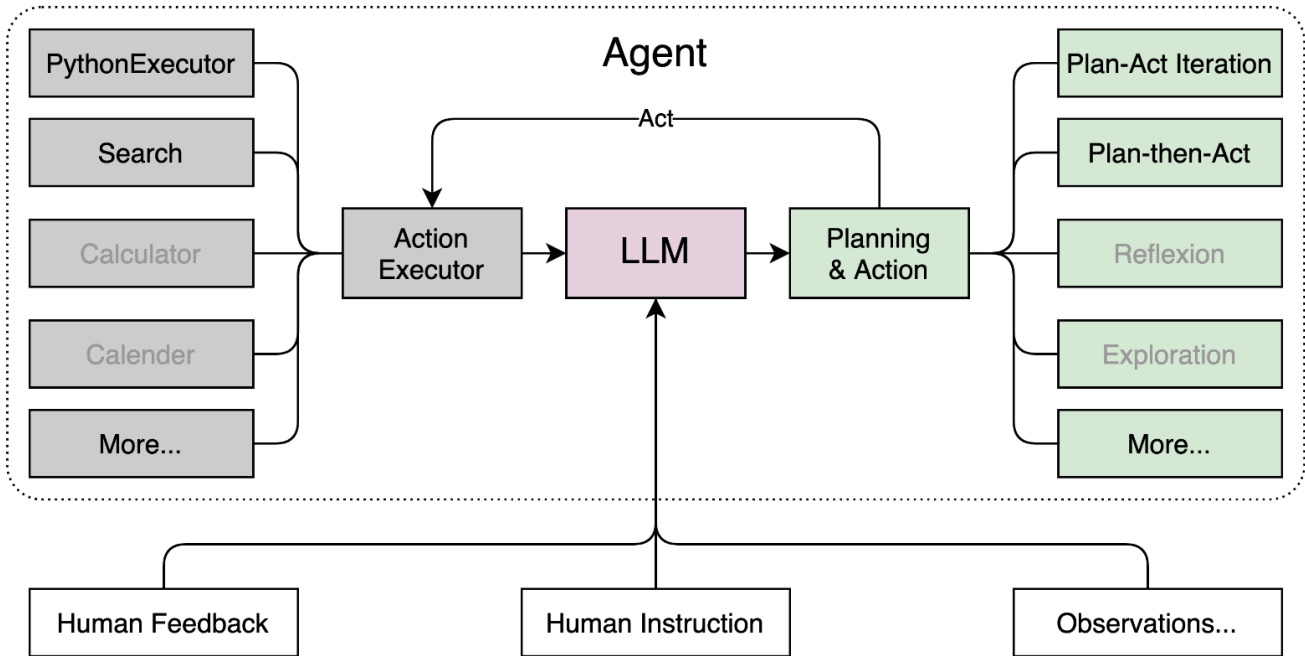 Agent
PythonExecutor
Search
Calculator
Calender
More...
Act
Action
Executor
LLM
Planning
& Action
Plan-Act Iteration
Plan-then-Act
Reflexion
Exploration
More...
Human Feedback
Human Instruction
Observations...